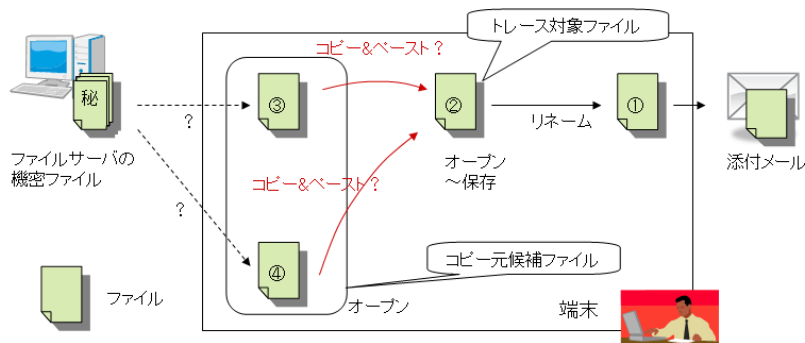 トレース対象ファイル
コピー&ペースト?
秘
③
②
①
?
リネーム
ファイルサーバの
機密ファイル
オープン
~保存
添付メール
コピー&ペースト?
?
④
コピー元候補ファイル
ファイル
オープン
端末